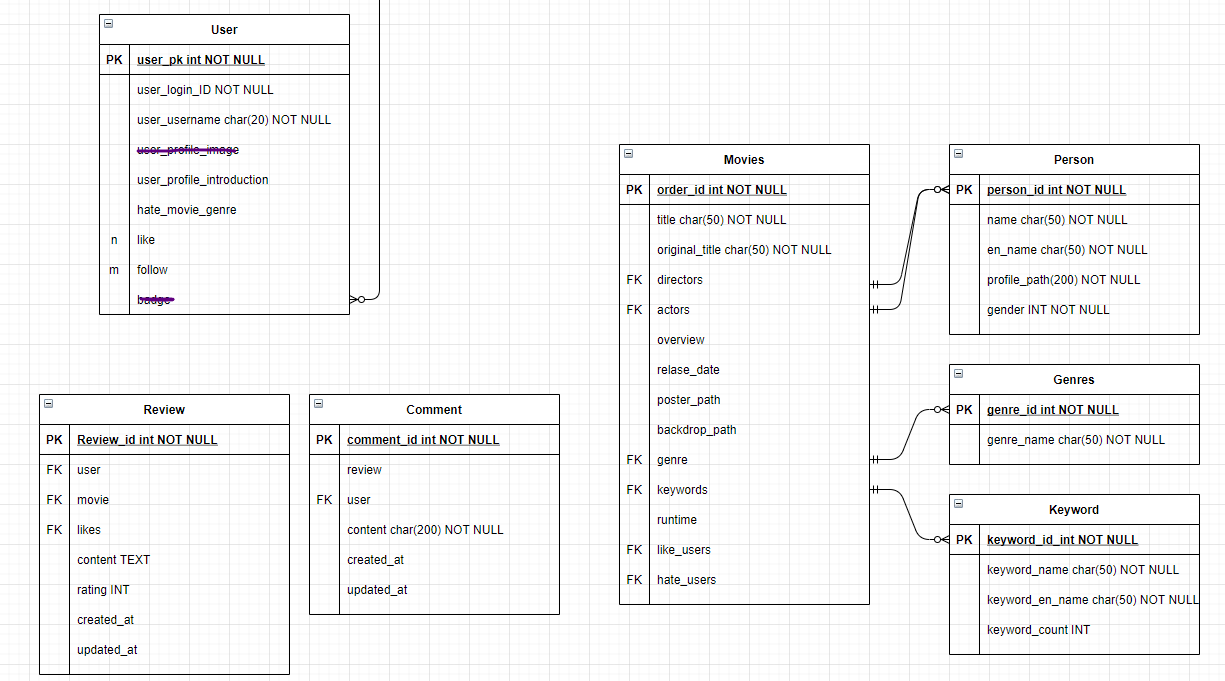 User
PK user_pk int NOT NULL
user_login_ID NOT NULL
user_username char(20) NOT NULL
user_profile_image
user_profile_introduction
hate_movie_genre
n like
m follow
badge
Movies
PK order_id int NOT NULL
title char(50) NOT NULL
original_title char(50) NOT NULL
FK directors
FK actors
overview
relase_date
poster_path
backdrop_path
FK genre
FK keywords
runtime
FK like_users
FK hate_users
Person
PK person_id int NOT NULL
name char(50) NOT NULL
en_name char(50) NOT NULL
profile_path(200) NOT NULL
gender INT NOT NULL
Genres
PK genre_id int NOT NULL
genre_name char(50) NOT NULL
Keyword
PK keyword_id_int NOT NULL
keyword_name char(50) NOT NULL
keyword_en_name char(50) NOT NULL
keyword_count INT
Review
PK Review_id int NOT NULL
FK user
FK movie
FK likes
content TEXT
rating INT
created_at
updated_at
Comment
PK comment_id int NOT NULL
review
FK user
content char(200) NOT NULL
created_at
updated_at